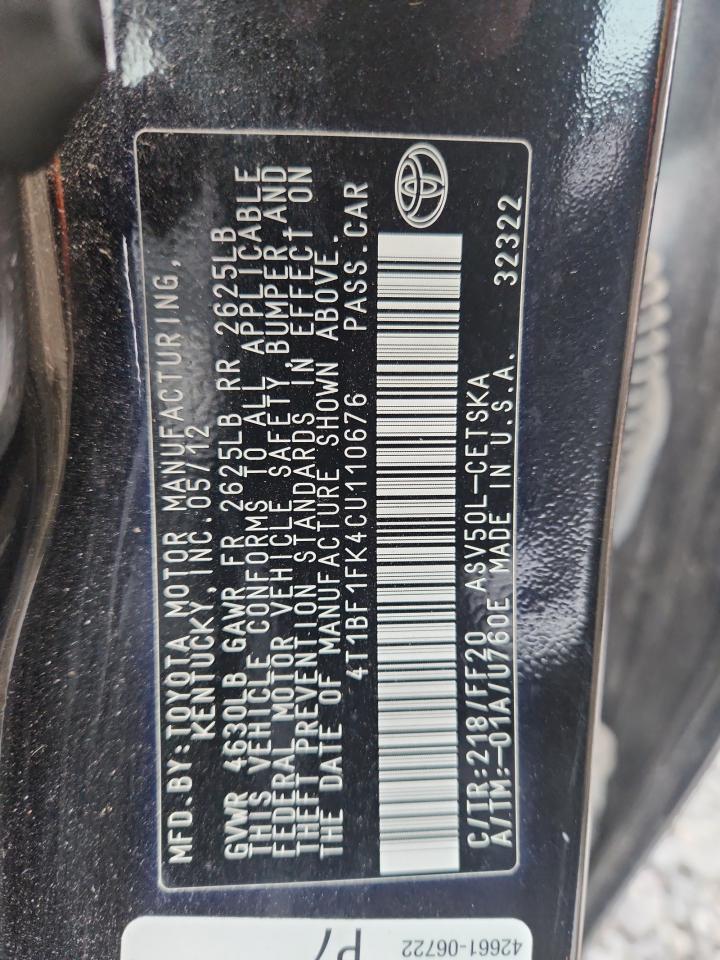 MFD.BY:TOYOTA MOTOR MANUFACTURING,
KENTUCKY, INC.05/12
GVWR 4630LB GAWR FR 2625LB RR 2625LB
THIS VEHICLE CONFORMS TO ALL APPLICABLE
FEDERAL MOTOR VEHICLE SAFETY, BUMPER AND
THEFT PREVENTION STANDARDS IN EFFECT ON
THE DATE OF MANUFACTURE SHOWN ABOVE.
4T1BF1FK4CU110676 PASS.CAR
C/TR:218/FF20 ASV50L-CETSKA
A/TM:-01A/U760E MADE IN U.S.A. 32322
42661-06722